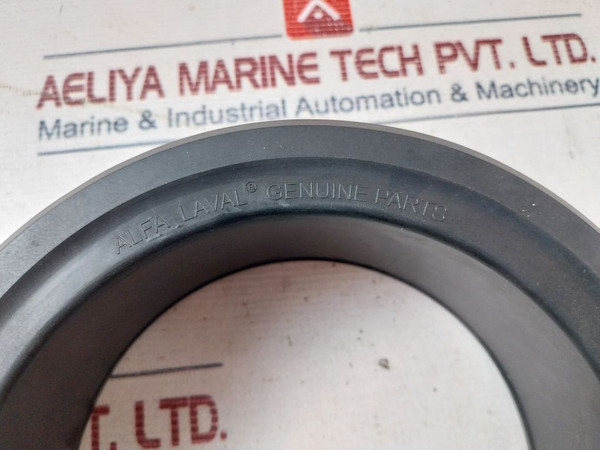 AELIYA MARINE TECH PVT. LTD.
Marine & Industrial Automation & Machinery
ALFA LAVAL® GENUINE PARTS
T. LTD.